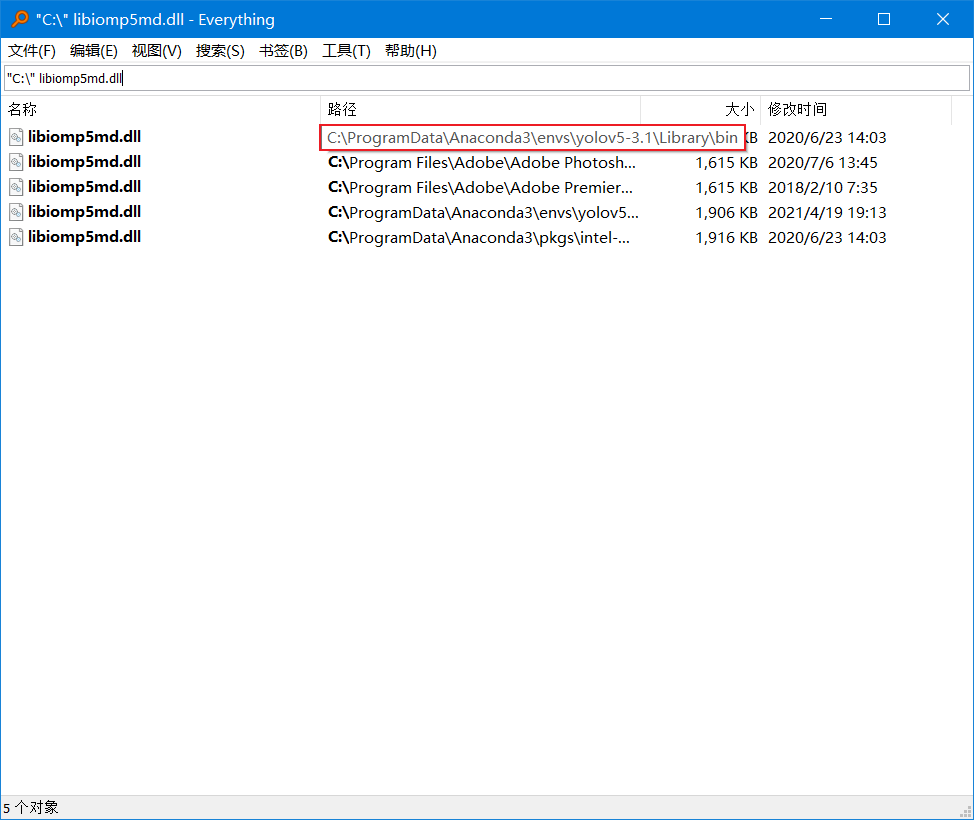 "C:\" libiomp5md.dll - Everything
文件(F) 编辑(E) 视图(V) 搜索(S) 书签(B) 工具(T) 帮助(H)
"C:\" libiomp5md.dll
名称 路径 大小 修改时间
libiomp5md.dll C:\ProgramData\Anaconda3\envs\yolov5-3.1\Library\bin KB 2020/6/23 14:03
libiomp5md.dll C:\Program Files\Adobe\Adobe Photosh... 1,615 KB 2020/7/6 13:45
libiomp5md.dll C:\Program Files\Adobe\Adobe Premier... 1,615 KB 2018/2/10 7:35
libiomp5md.dll C:\ProgramData\Anaconda3\envs\yolov5... 1,906 KB 2021/4/19 19:13
libiomp5md.dll C:\ProgramData\Anaconda3\pkgs\intel-... 1,916 KB 2020/6/23 14:03
5 个对象